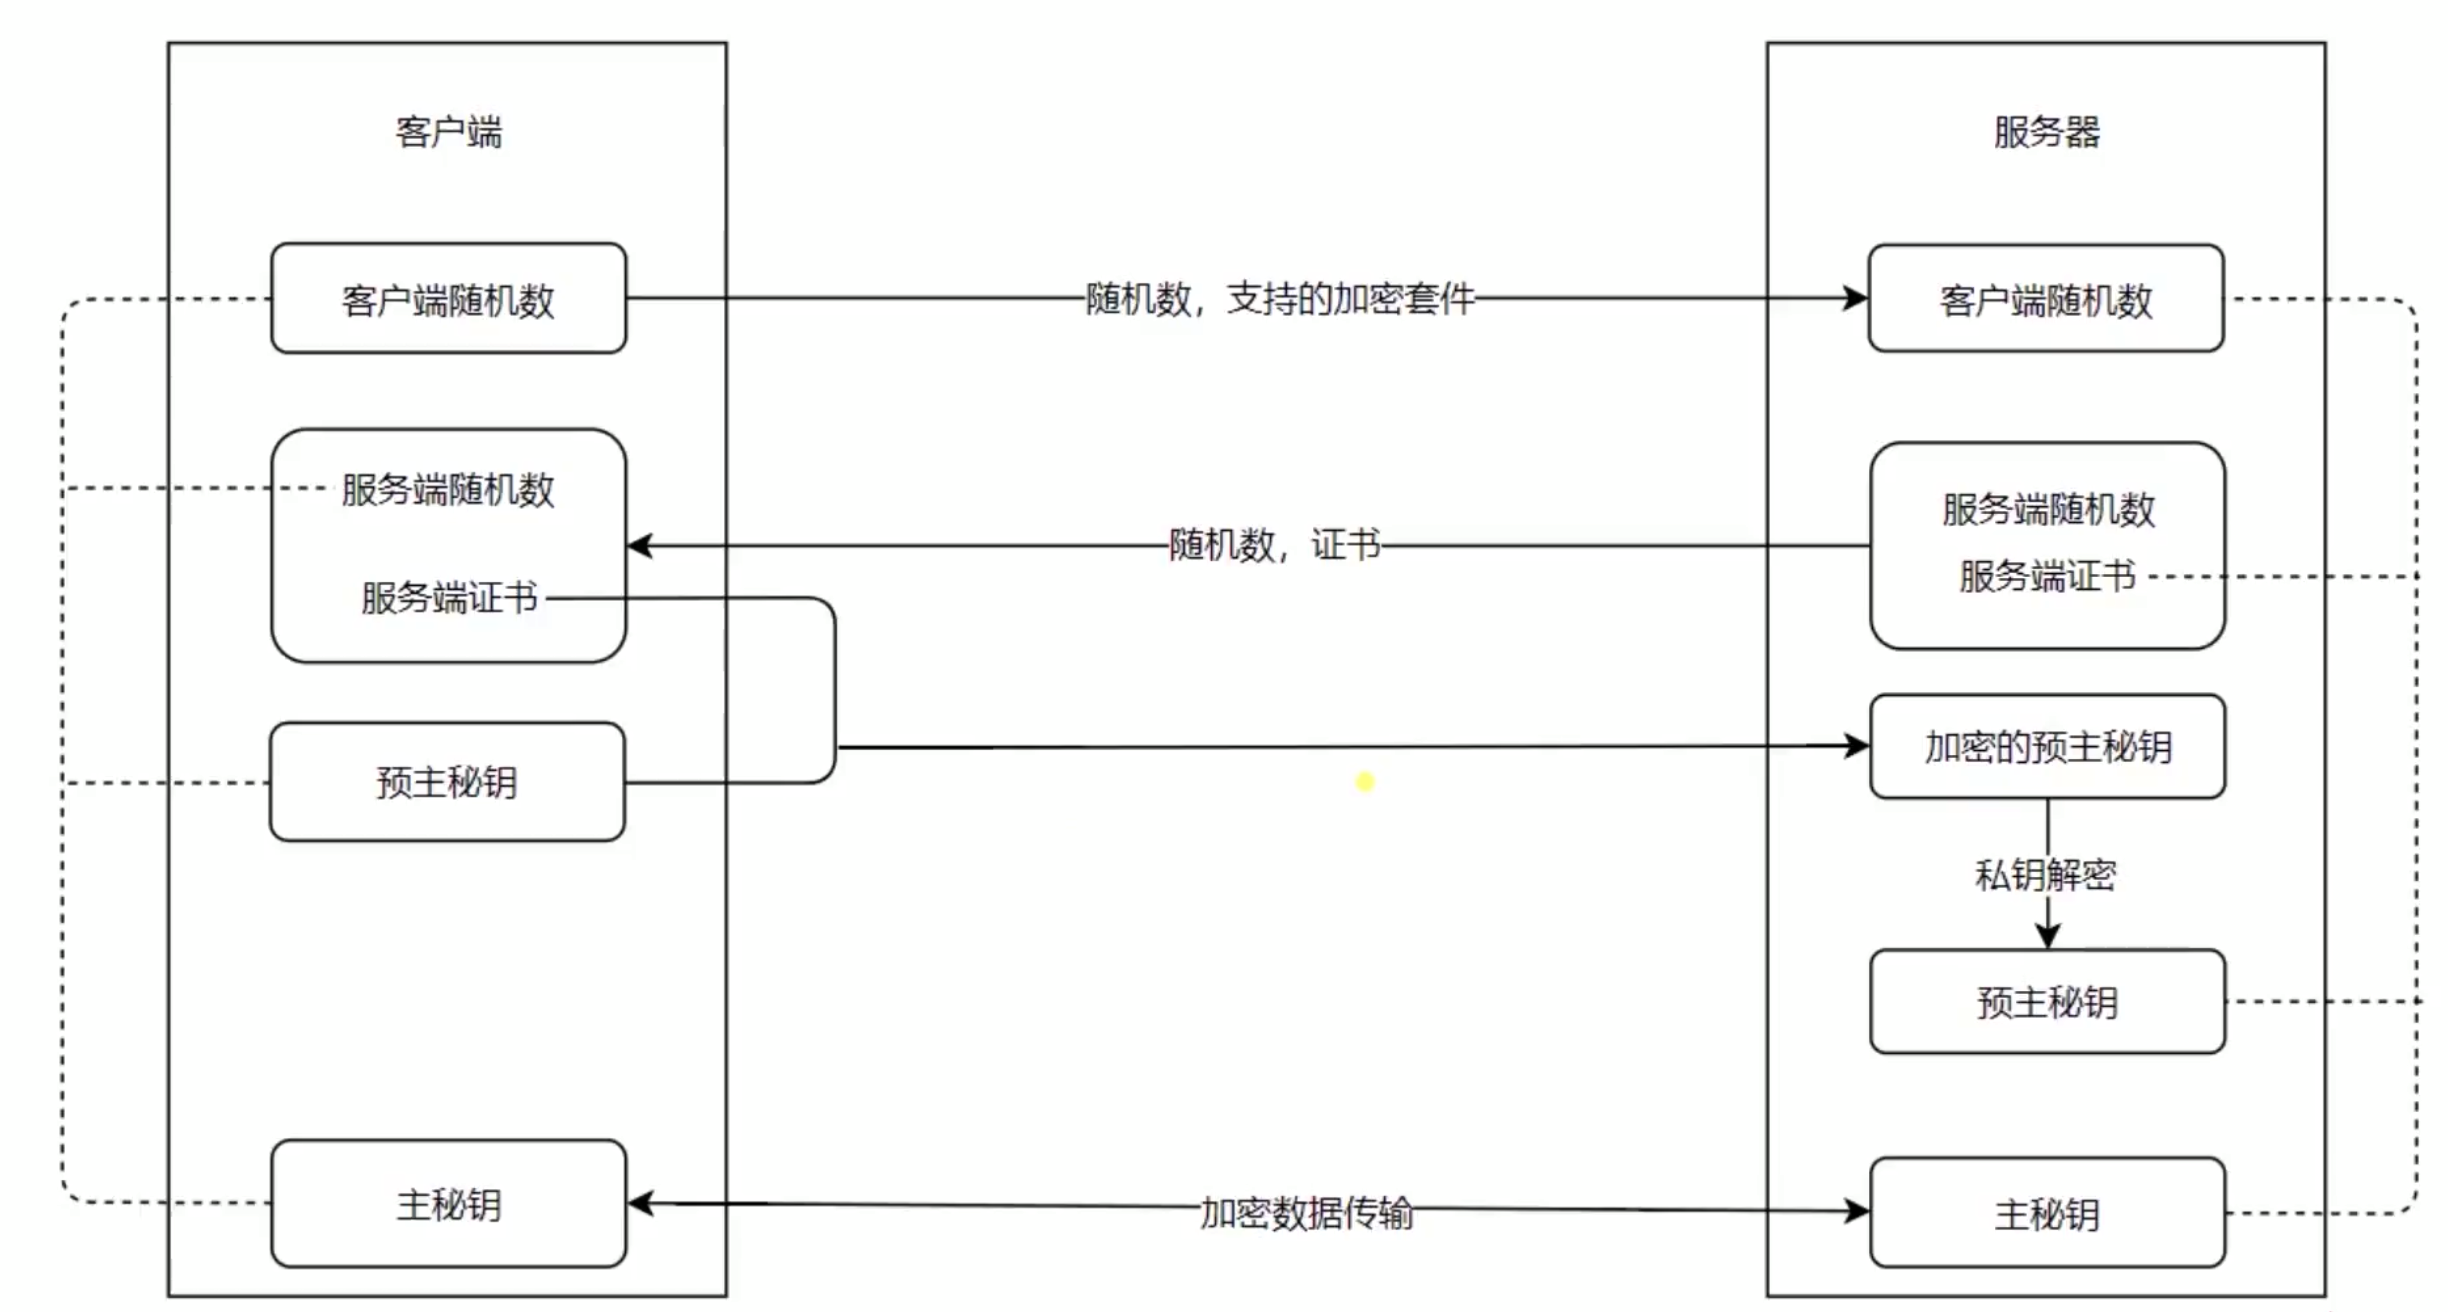 客户端
服务器
客户端随机数
随机数，支持的加密套件
客户端随机数
服务端随机数
服务端证书
随机数，证书
服务端随机数
服务端证书
预主秘钥
加密的预主秘钥
私钥解密
预主秘钥
主秘钥
加密数据传输
主秘钥